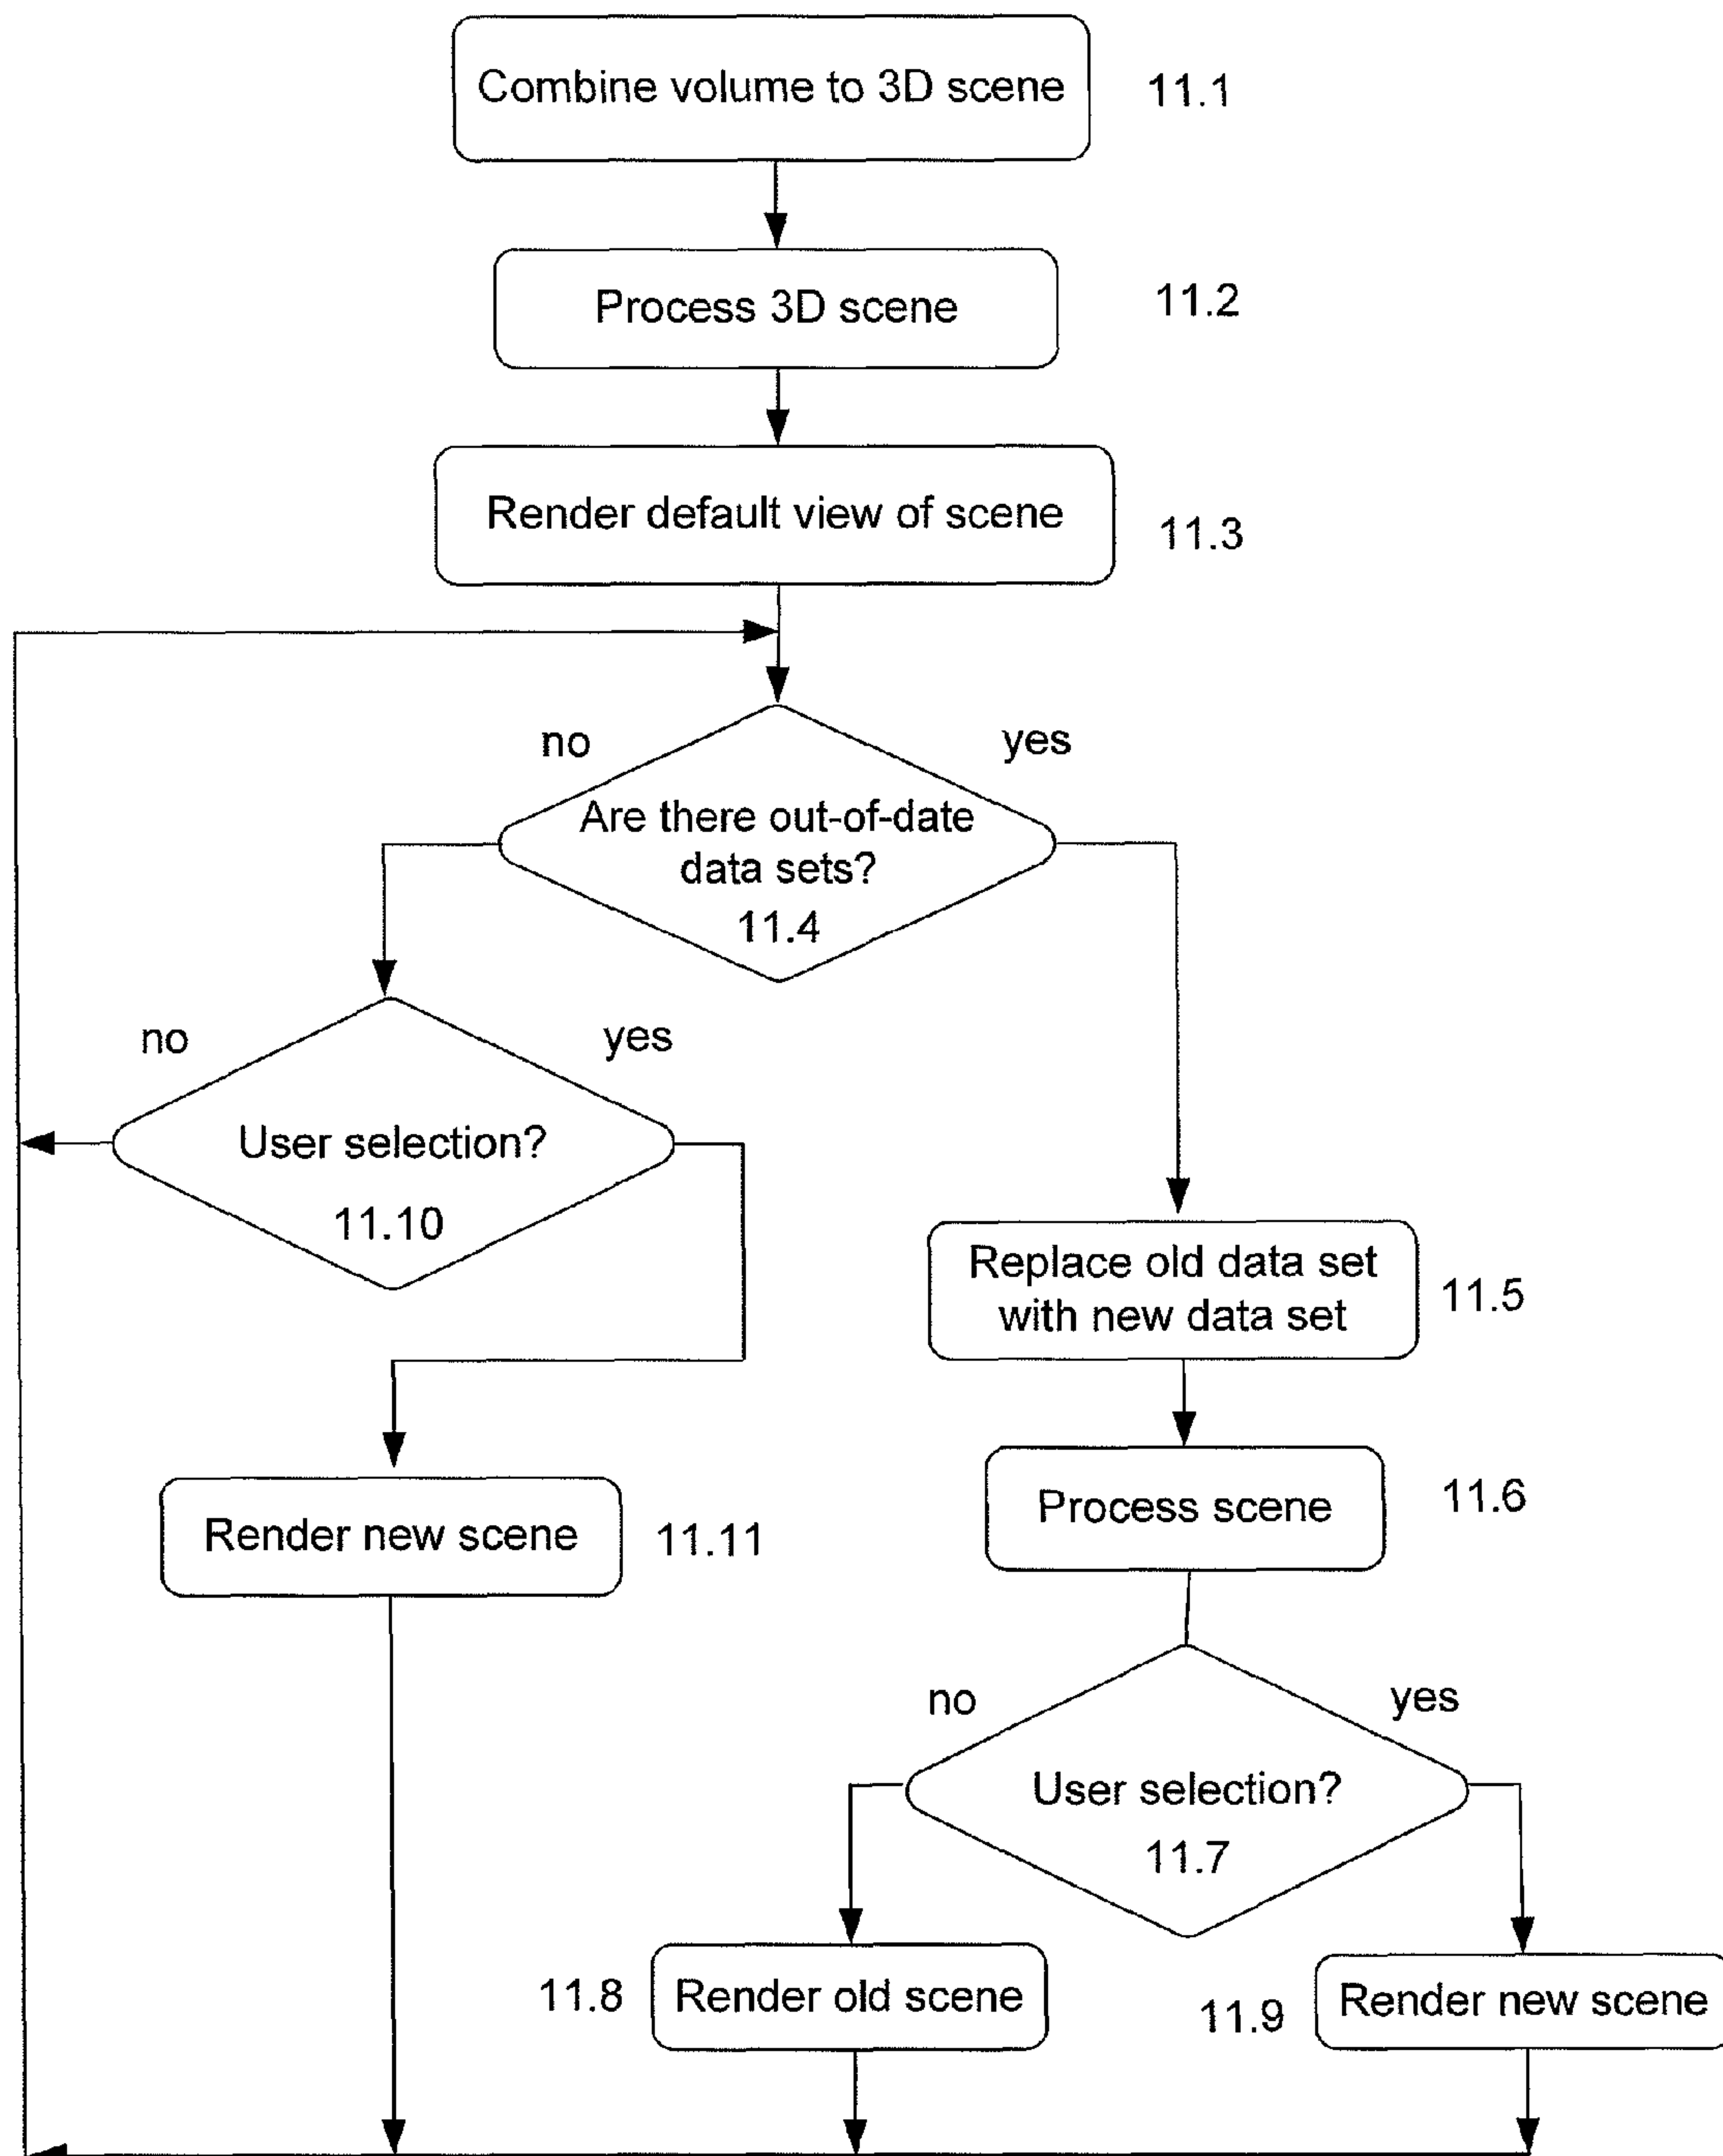 Combine volume to 3D scene
11.1
Process 3D scene
11.2
Render default view of scene
11.3
no
yes
Are there out-of-date
data sets?
11.4
no
yes
User selection?
11.10
Replace old data set
with new data set
11.5
Render new scene
11.11
Process scene
11.6
no
yes
User selection?
11.7
11.8
Render old scene
11.9
Render new scene